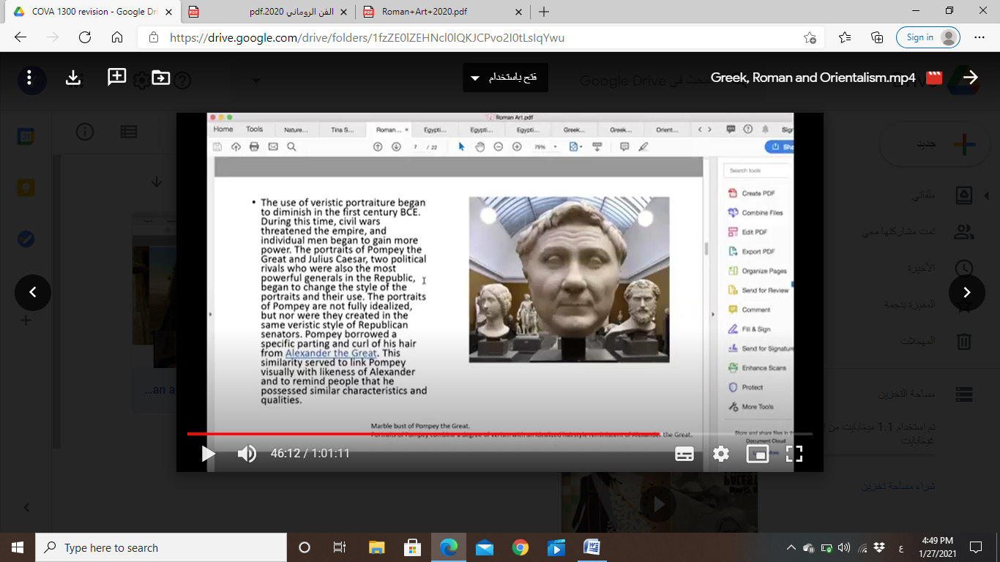 COVA 1300 revision - Google Dri
الفن الروماني 2020.pdf
Roman+Art+2020.pdf
https://drive.google.com/drive/folders/1fzZE0lZEHNcl0lQKJCPvo2I0tLsIqYwu
Sign in
فتح باستخدام
Greek, Roman and Orientalism.mp4
Roman Art.pdf
Home Tools Nature... Tina S... Roman... Egypti... Egypti... Egypti... Greek... Greek... Orient... Sign
7 / 22 79% Sha
• The use of veristic portraiture began
to diminish in the first century BCE.
During this time, civil wars
threatened the empire, and
individual men began to gain more
power. The portraits of Pompey the
Great and Julius Caesar, two political
rivals who were also the most
powerful generals in the Republic,
began to change the style of the
portraits and their use. The portraits
of Pompey are not fully idealized,
but nor were they created in the
same veristic style of Republican
senators. Pompey borrowed a
specific parting and curl of his hair
from Alexander the Great. This
similarity served to link Pompey
visually with likeness of Alexander
and to remind people that he
possessed similar characteristics and
qualities.
Marble bust of Pompey the Great.
Portraits of Pompey combine a degree of verism with an idealized hair style reminiscent of Alexander the Great.
Search tools
Create PDF
Combine Files
Edit PDF
Export PDF
Organize Pages
Send for Review
Comment
Fill & Sign
Send for Signature
Enhance Scans
Protect
More Tools
Store and share files in the
Document Cloud
46:12 / 1:01:11
جديد
ملفاتي
تمت مشاركتها معي
الأخيرة
المميزة بنجمة
المهملات
مساحة التخزين
تم استخدام 1.1 ميغابايت من
غيغابايت
شراء مساحة تخزين
...an a
Type here to search
ع
4:49 PM
1/27/2021